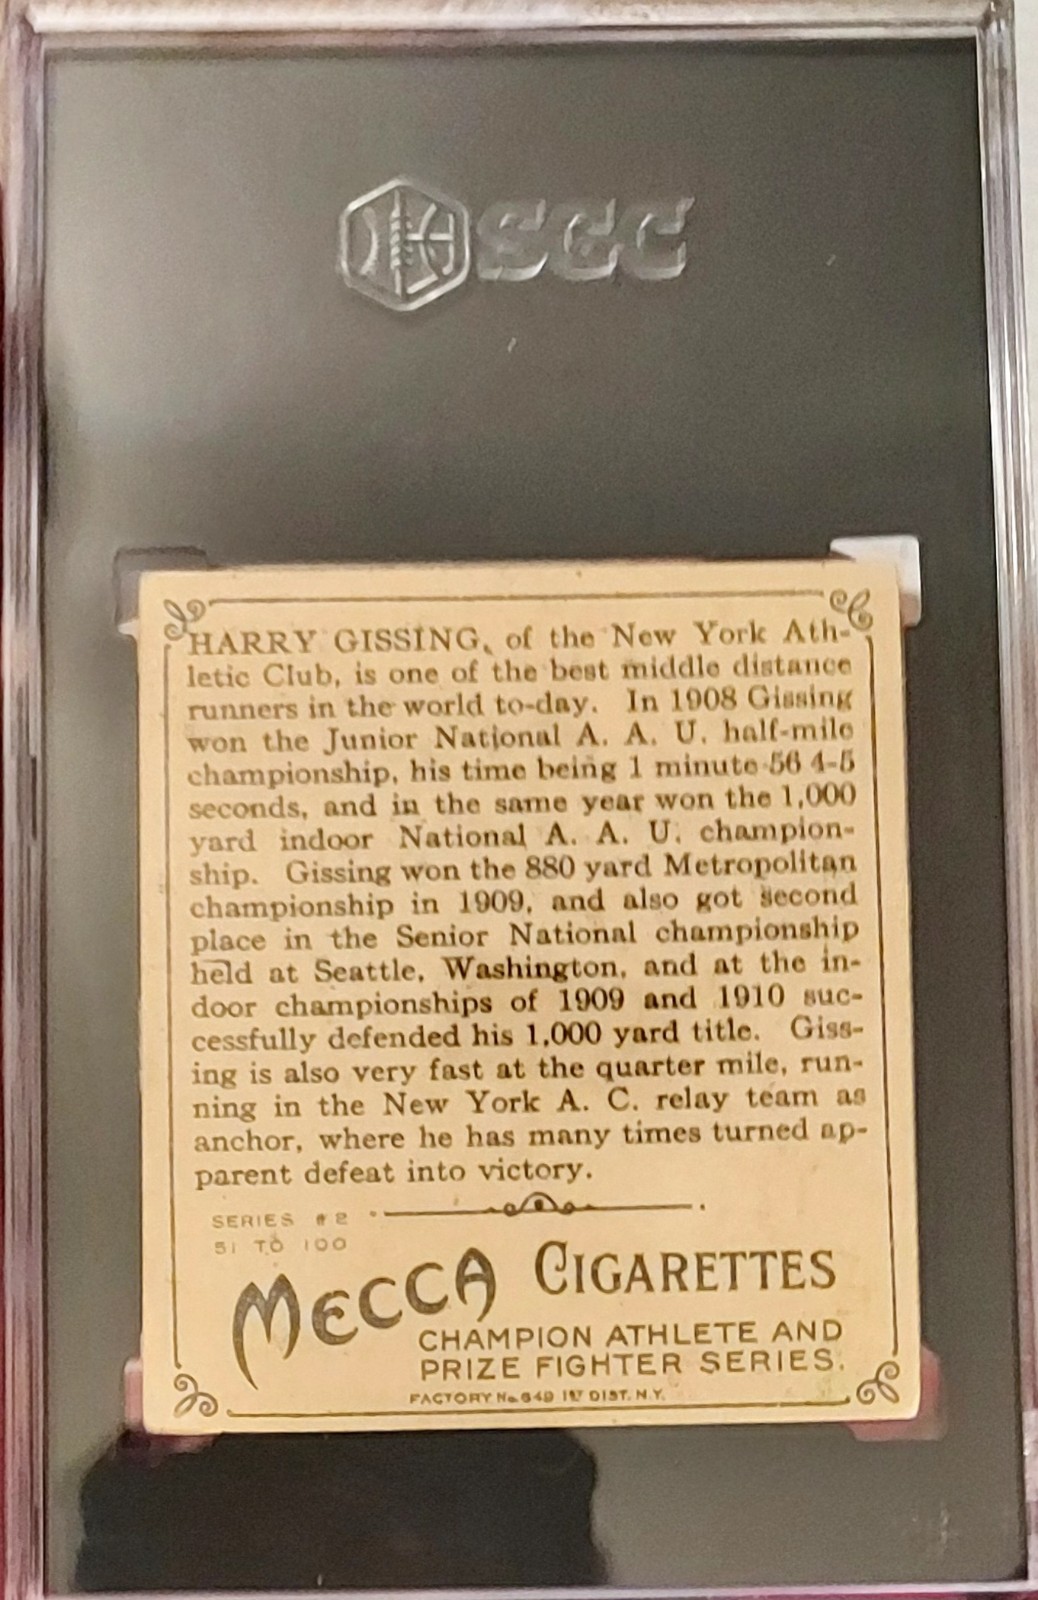 SGC
HARRY GISSING, of the New York Ath-
letic Club, is one of the best middle distance
runners in the world to-day. In 1908 Gissing
won the Junior National A. A. U. half-mile
championship, his time being 1 minute 56 4-5
seconds, and in the same year won the 1,000
yard indoor National A. A. U. champion-
ship. Gissing won the 880 yard Metropolitan
championship in 1909, and also got second
place in the Senior National championship
held at Seattle, Washington, and at the in-
door championships of 1909 and 1910 suc-
cessfully defended his 1,000 yard title. Giss-
ing is also very fast at the quarter mile, run-
ning in the New York A. C. relay team as
anchor, where he has many times turned ap-
parent defeat into victory.
SERIES #2
51 TO 100
MECCA CIGARETTES
CHAMPION ATHLETE AND
PRIZE FIGHTER SERIES.
FACTORY No. 649 1ST DIST. N.Y.